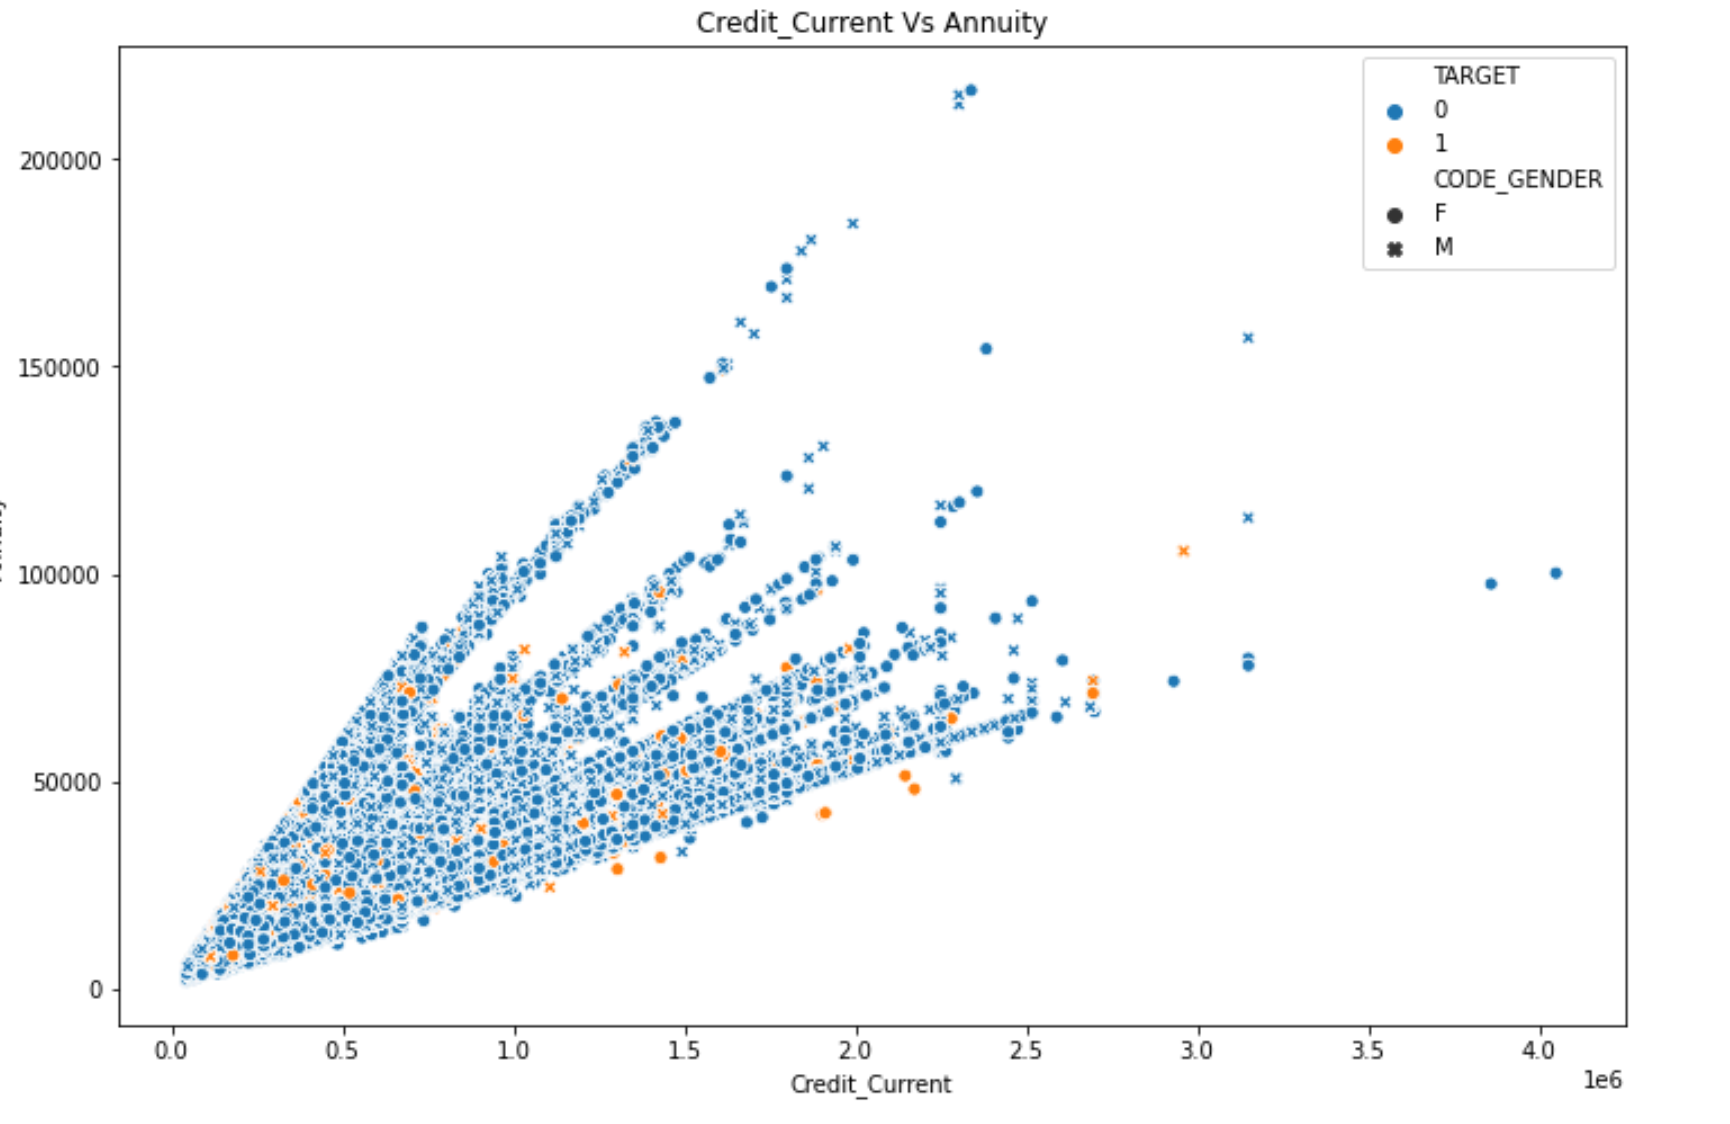 Credit_Current Vs Annuity
TARGET
0
1
CODE_GENDER
F
M
200000
150000
100000
50000
0
0.0 0.5 1.0 1.5 2.0 2.5 3.0 3.5 4.0
1e6
Credit_Current